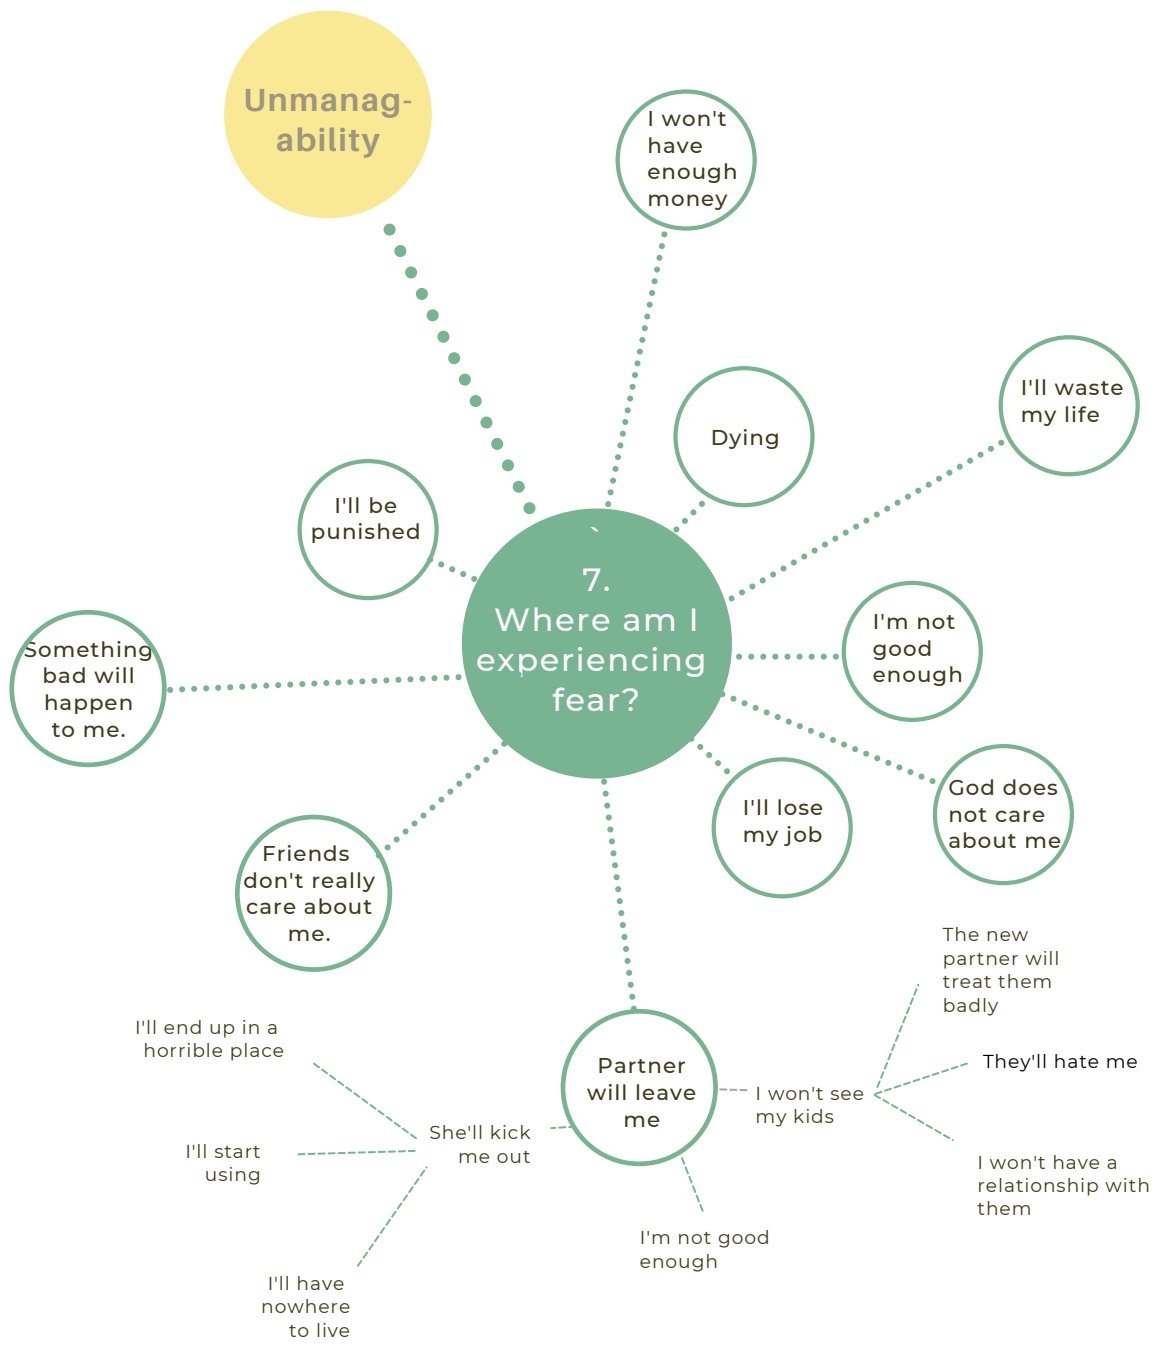 Unmanag-
ability
I won't
have
enough
money
I'll waste
my life
Dying
I'll be
punished
`
7.
Where am I
experiencing
fear?
I'm not
good
enough
Something
bad will
happen
to me.
God does
not care
about me
I'll lose
my job
Friends
don't really
care about
me.
The new
partner will
treat them
badly
I'll end up in a
horrible place
They'll hate me
Partner
will leave
me
I won't see
my kids
She'll kick
me out
I'll start
using
I won't have a
relationship with
them
I'm not good
enough
I'll have
nowhere
to live